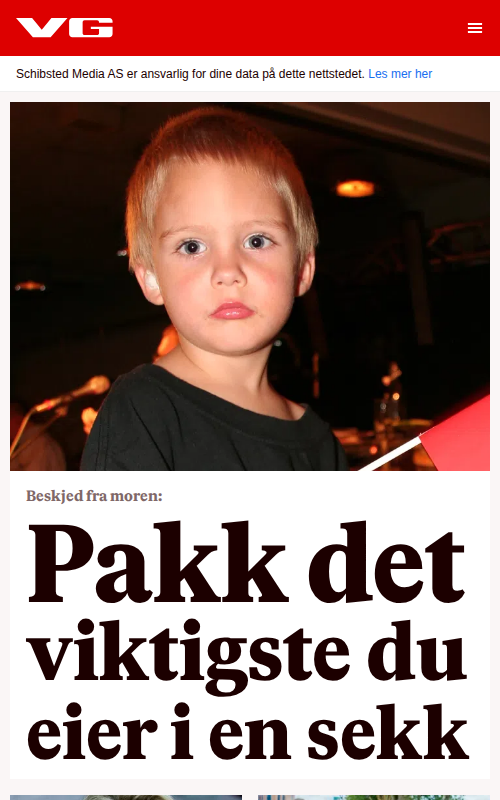 VG
Schibsted Media AS er ansvarlig for dine data på dette nettstedet. Les mer her
Beskjed fra moren:
Pakk det
viktigste du
eier i en sekk